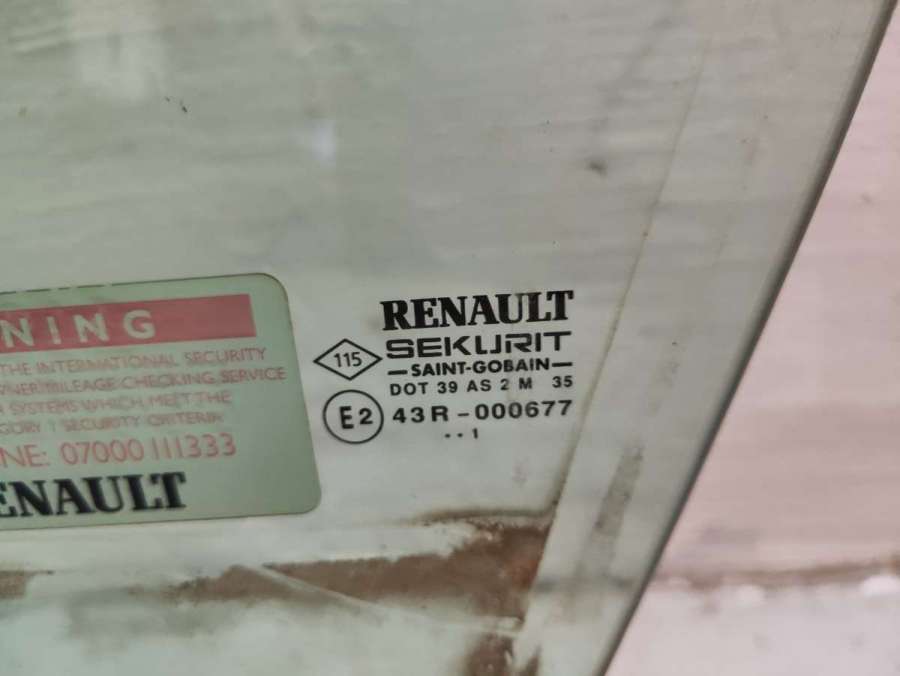 NING
THE INTERNATIONAL SECURITY
MILEAGE CHECKING SERVICE
SYSTEMS WHICH MEET THE
1 SECURITY CRITERIA
NE: 07000 111333
ENAULT
RENAULT
115
SEKURIT
—SAINT-GOBAIN—
DOT 39 AS 2 M 35
E2
43R-000677
··1